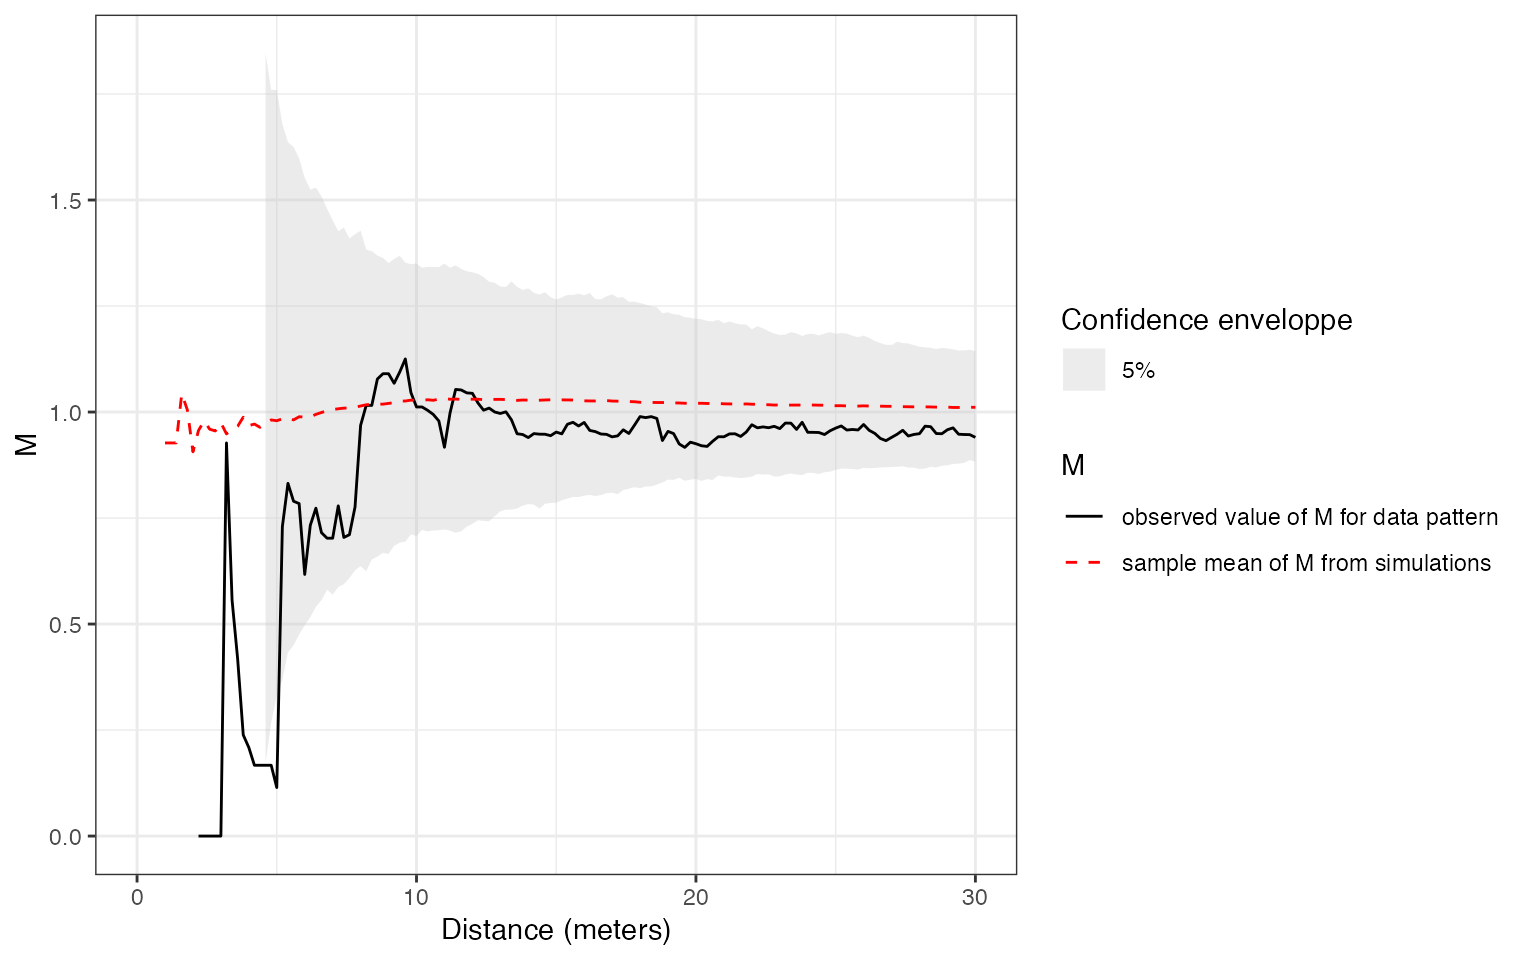 1.5
1.0
0.5
0.0
M
0
10
20
30
Distance (meters)
Confidence enveloppe
5%
M
observed value of M for data pattern
sample mean of M from simulations